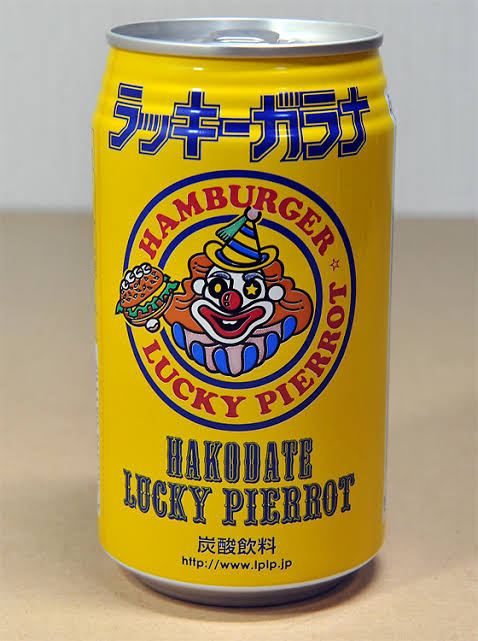 ラッキーガラナ
HAMBURGER
LUCKY PIERROT
HAKODATE
LUCKY PIERROT
炭酸飲料
http://www.lplp.jp